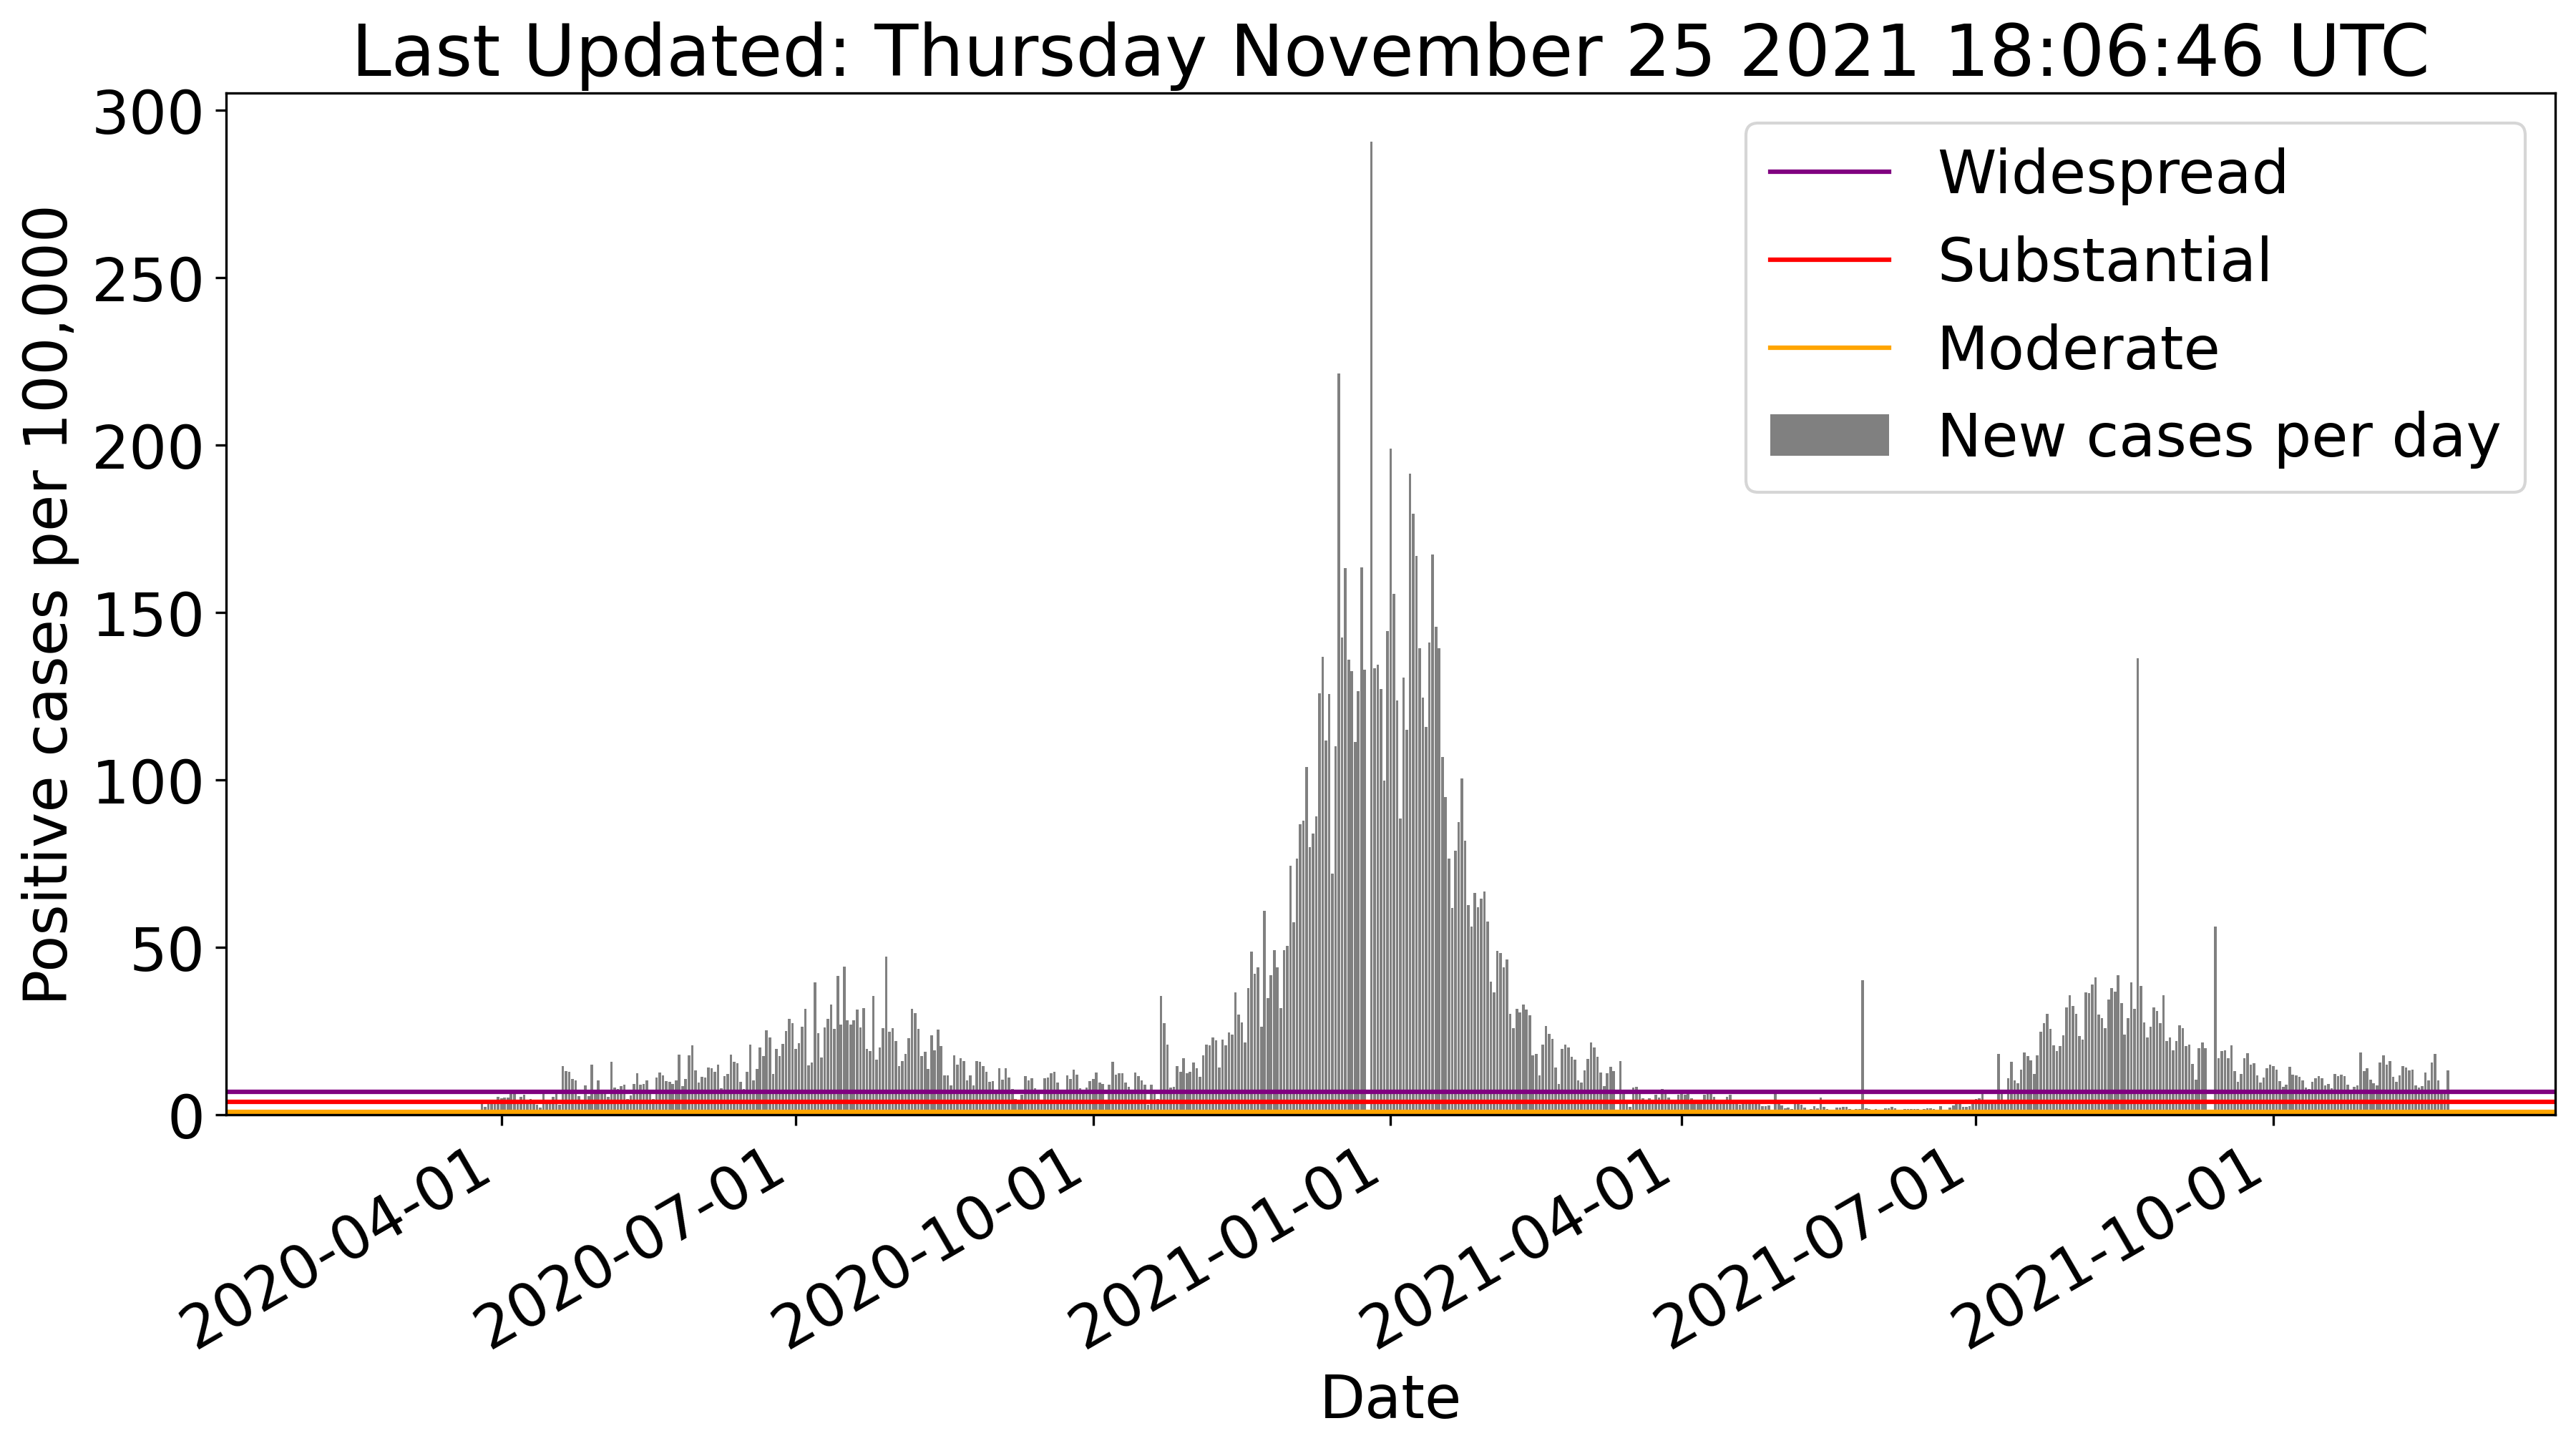 Last Updated: Thursday November 25 2021 18:06:46 UTC
Positive cases per 100,000
300
250
200
150
100
50
0
Widespread
Substantial
Moderate
New cases per day
2020-04-01
2020-07-01
2020-10-01
2021-01-01
2021-04-01
2021-07-01
2021-10-01
Date